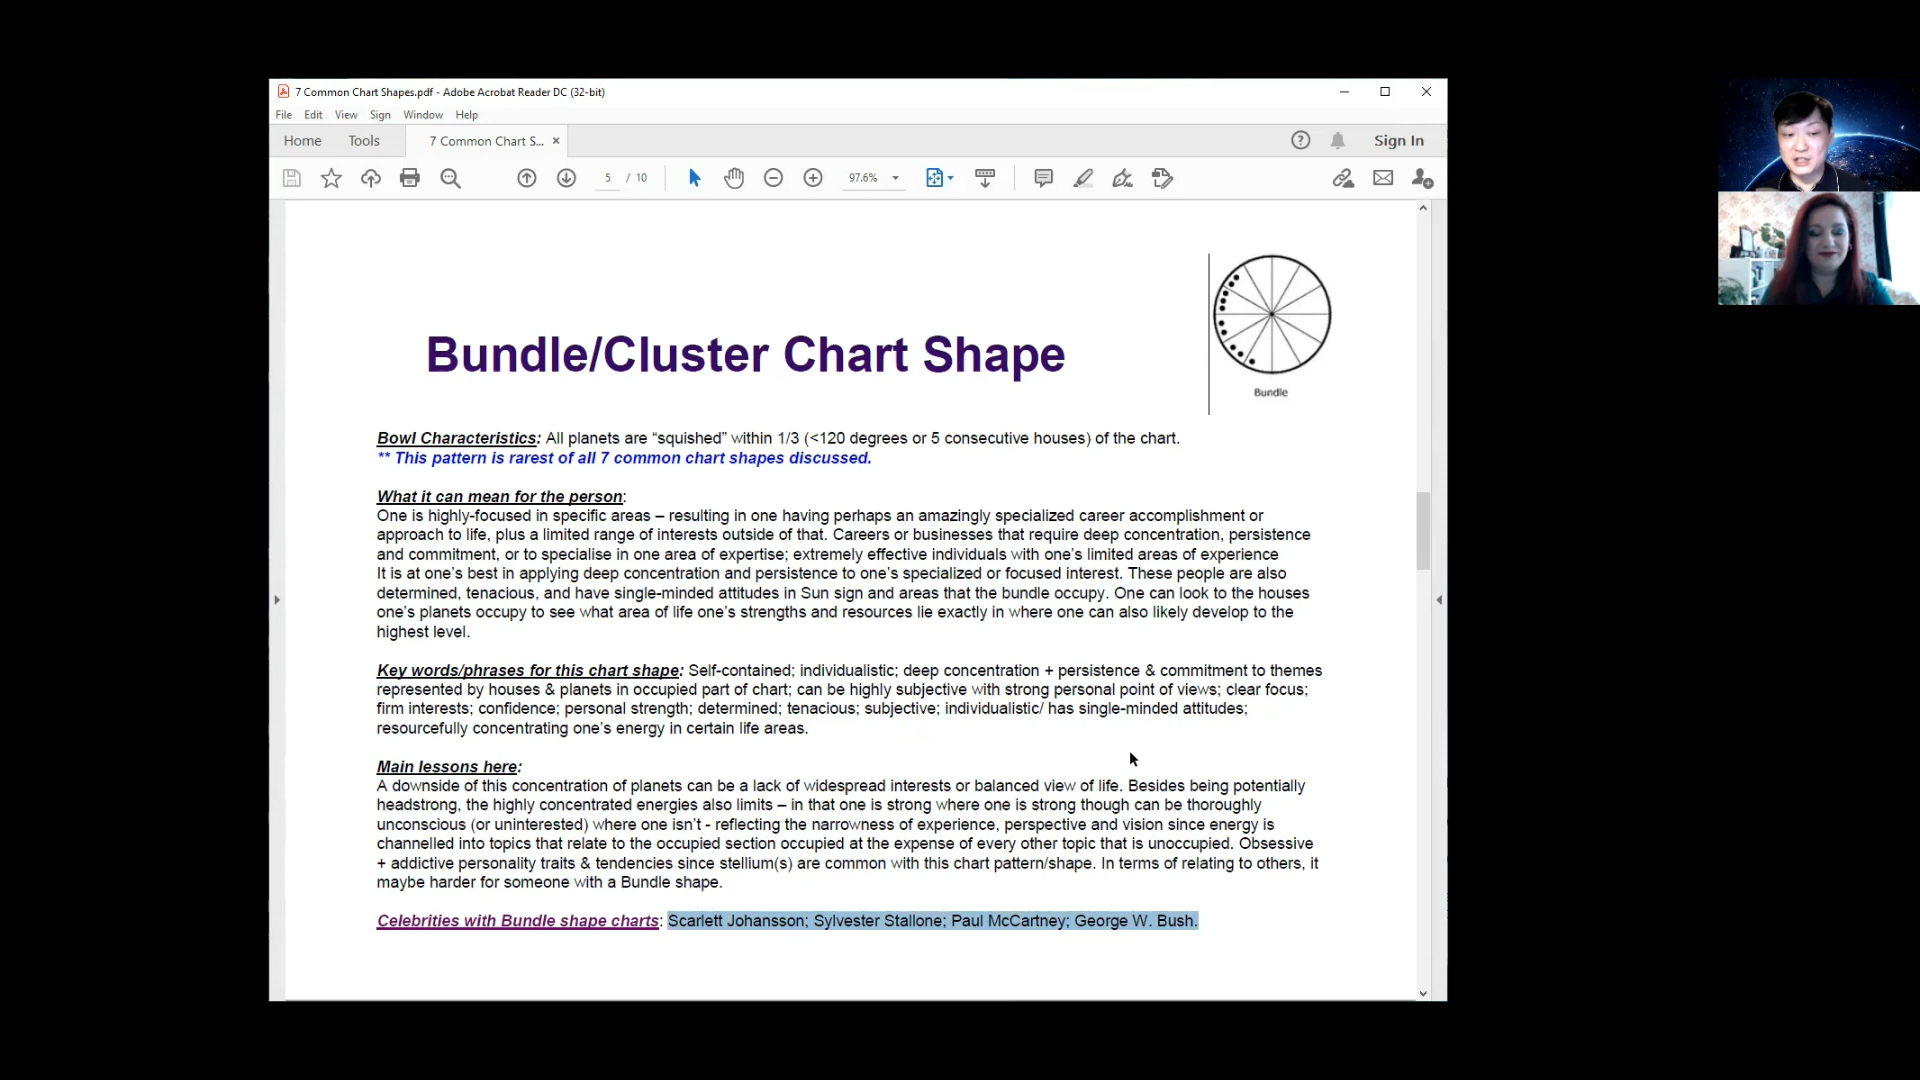 7 Common Chart Shapes.pdf - Adobe Acrobat Reader DC (32-bit)
File Edit View Sign Window Help
Home Tools 7 Common Chart S... Sign In
5 / 10 97.6%
Bundle
Bundle/Cluster Chart Shape
Bowl Characteristics: All planets are “squished” within 1/3 (<120 degrees or 5 consecutive houses) of the chart.
** This pattern is rarest of all 7 common chart shapes discussed.
What it can mean for the person:
One is highly-focused in specific areas – resulting in one having perhaps an amazingly specialized career accomplishment or
approach to life, plus a limited range of interests outside of that. Careers or businesses that require deep concentration, persistence
and commitment, or to specialise in one area of expertise; extremely effective individuals with one’s limited areas of experience
It is at one’s best in applying deep concentration and persistence to one’s specialized or focused interest. These people are also
determined, tenacious, and have single-minded attitudes in Sun sign and areas that the bundle occupy. One can look to the houses
one’s planets occupy to see what area of life one’s strengths and resources lie exactly in where one can also likely develop to the
highest level.
Key words/phrases for this chart shape: Self-contained; individualistic; deep concentration + persistence & commitment to themes
represented by houses & planets in occupied part of chart; can be highly subjective with strong personal point of views; clear focus;
firm interests; confidence; personal strength; determined; tenacious; subjective; individualistic/ has single-minded attitudes;
resourcefully concentrating one’s energy in certain life areas.
Main lessons here:
A downside of this concentration of planets can be a lack of widespread interests or balanced view of life. Besides being potentially
headstrong, the highly concentrated energies also limits – in that one is strong where one is strong though can be thoroughly
unconscious (or uninterested) where one isn’t - reflecting the narrowness of experience, perspective and vision since energy is
channelled into topics that relate to the occupied section occupied at the expense of every other topic that is unoccupied. Obsessive
+ addictive personality traits & tendencies since stellium(s) are common with this chart pattern/shape. In terms of relating to others, it
maybe harder for someone with a Bundle shape.
Celebrities with Bundle shape charts: Scarlett Johansson; Sylvester Stallone; Paul McCartney; George W. Bush.